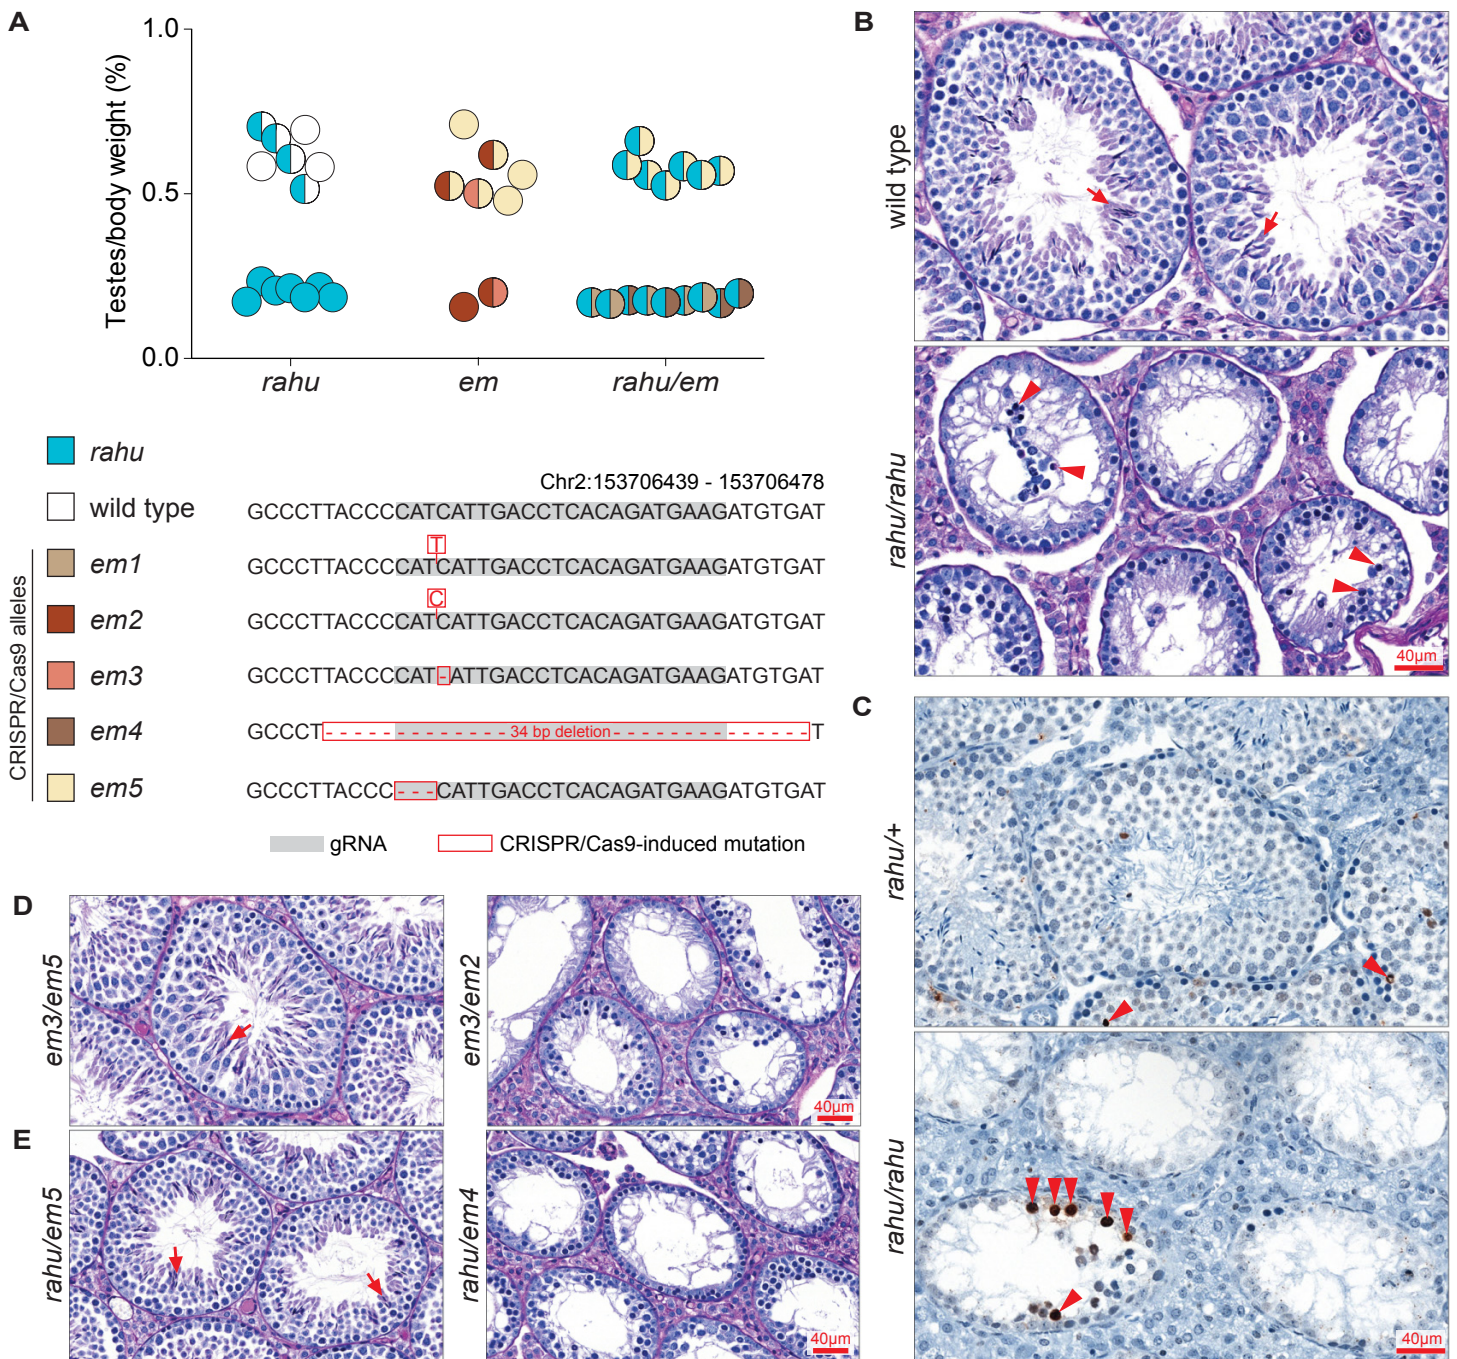 A
1.0
0.5
0.0
Testes/body weight (%)
rahu
em
rahu/em
rahu
wild type
em1
em2
em3
em4
em5
CRISPR/Cas9 alleles
Chr2:153706439 - 153706478
GCCCTTACCCCATCATTGACCTCACAGATGAAGATGTGAT
T
GCCCTTACCCCATCATTGACCTCACAGATGAAGATGTGAT
C
GCCCTTACCCCATCATTGACCTCACAGATGAAGATGTGAT
GCCCTTACCCCAT-ATTGACCTCACAGATGAAGATGTGAT
GCCCT- - - - - - - - - - - - - 34 bp deletion - - - - - - - - - - - - - -T
GCCCTTACCC- - -CATTGACCTCACAGATGAAGATGTGAT
gRNA
CRISPR/Cas9-induced mutation
B
wild type
rahu/rahu
40μm
C
rahu/+
rahu/rahu
40μm
D
em3/em5
em3/em2
40μm
E
rahu/em5
rahu/em4
40μm